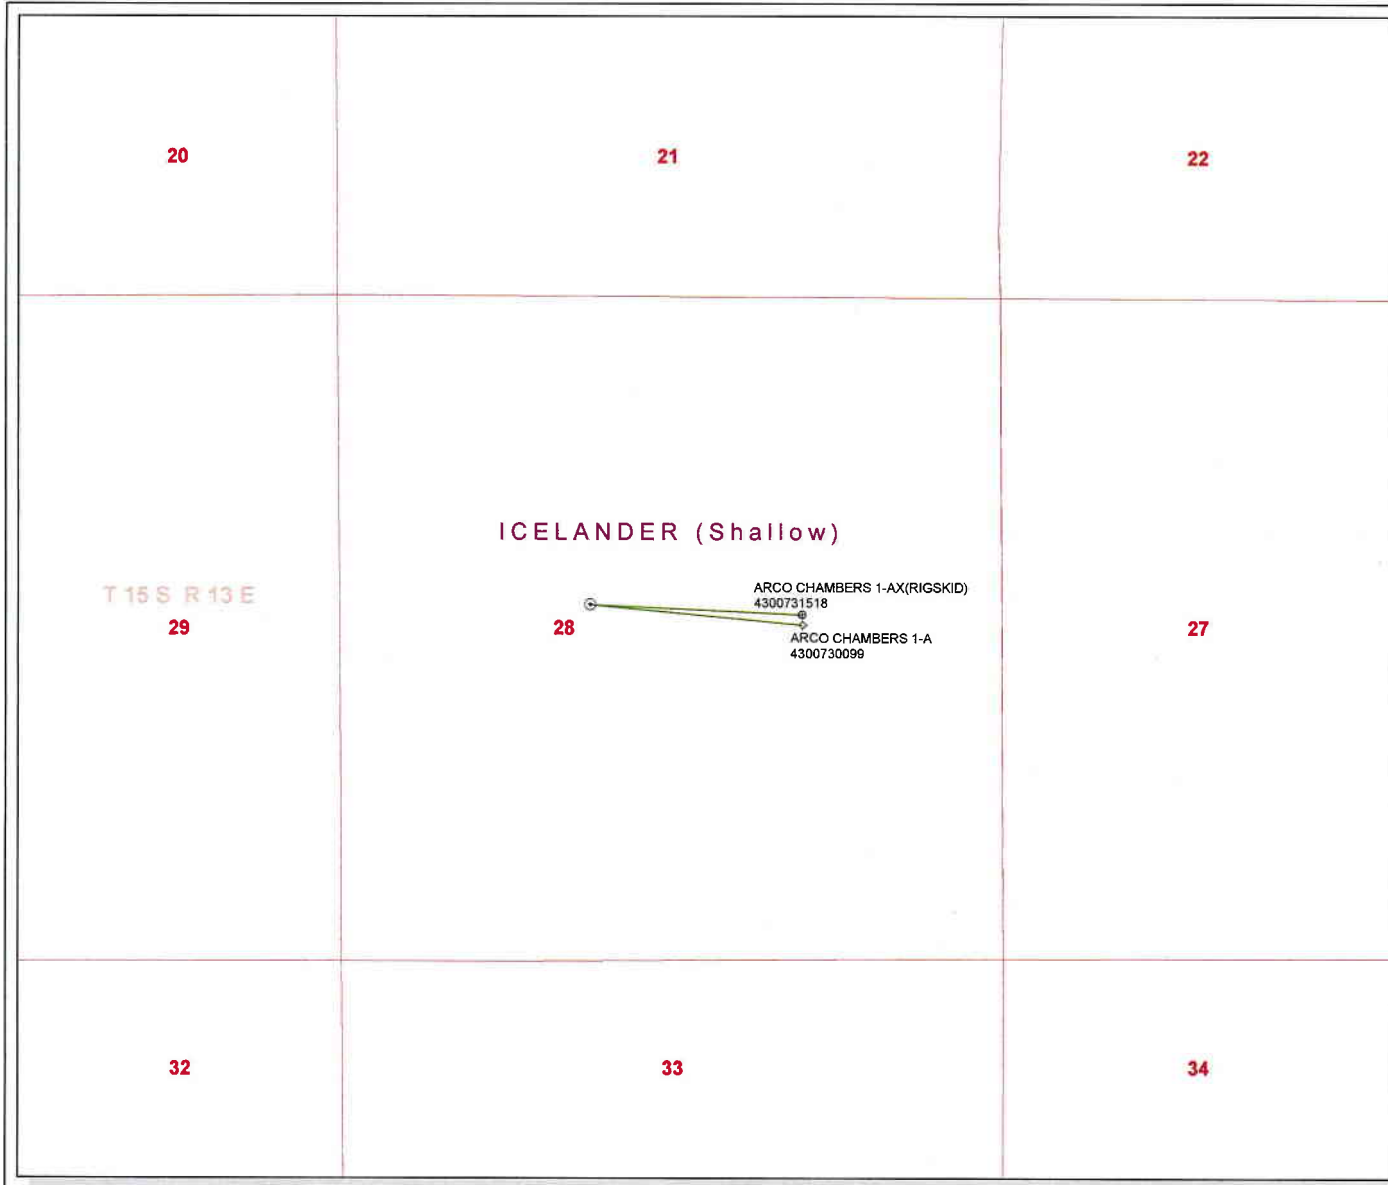 20
21
22
ICELANDER (Shallow)
T 15 S R 13 E
29
28
ARCO CHAMBERS 1-AX(RIGSKID)
4300731518
ARCO CHAMBERS 1-A
4300730099
27
32
33
34